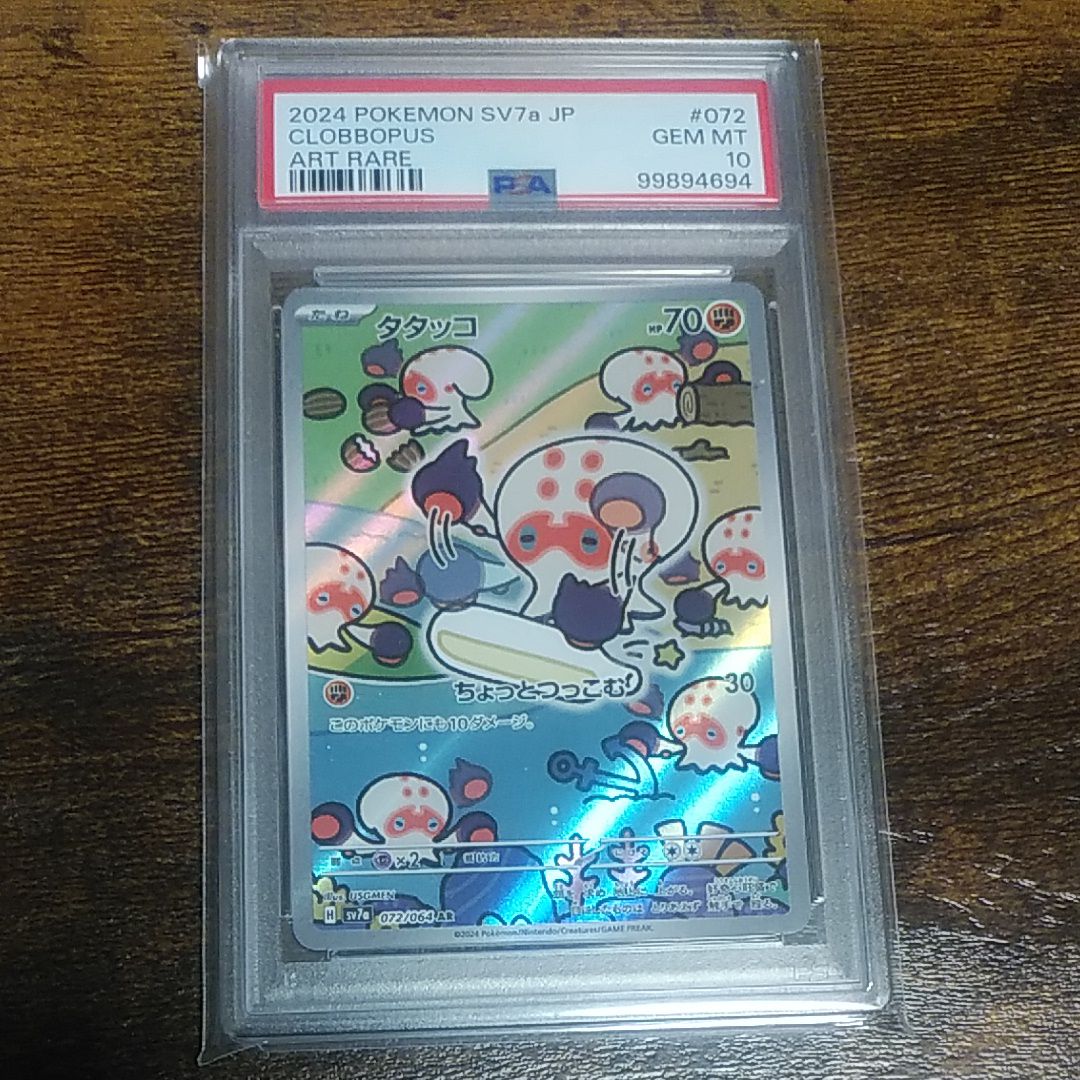 2024 POKEMON SV7a JP #072
CLOBBOPUS GEM MT
ART RARE 10
PSA 99894694
たね タタッコ HP70
ちょっとつっこむ 30
このポケモンにも10ダメージ。
×2
Illus. USGMEN
H sv7a 072/064 AR
©2024 Pokémon/Nintendo/Creatures/GAME FREAK.